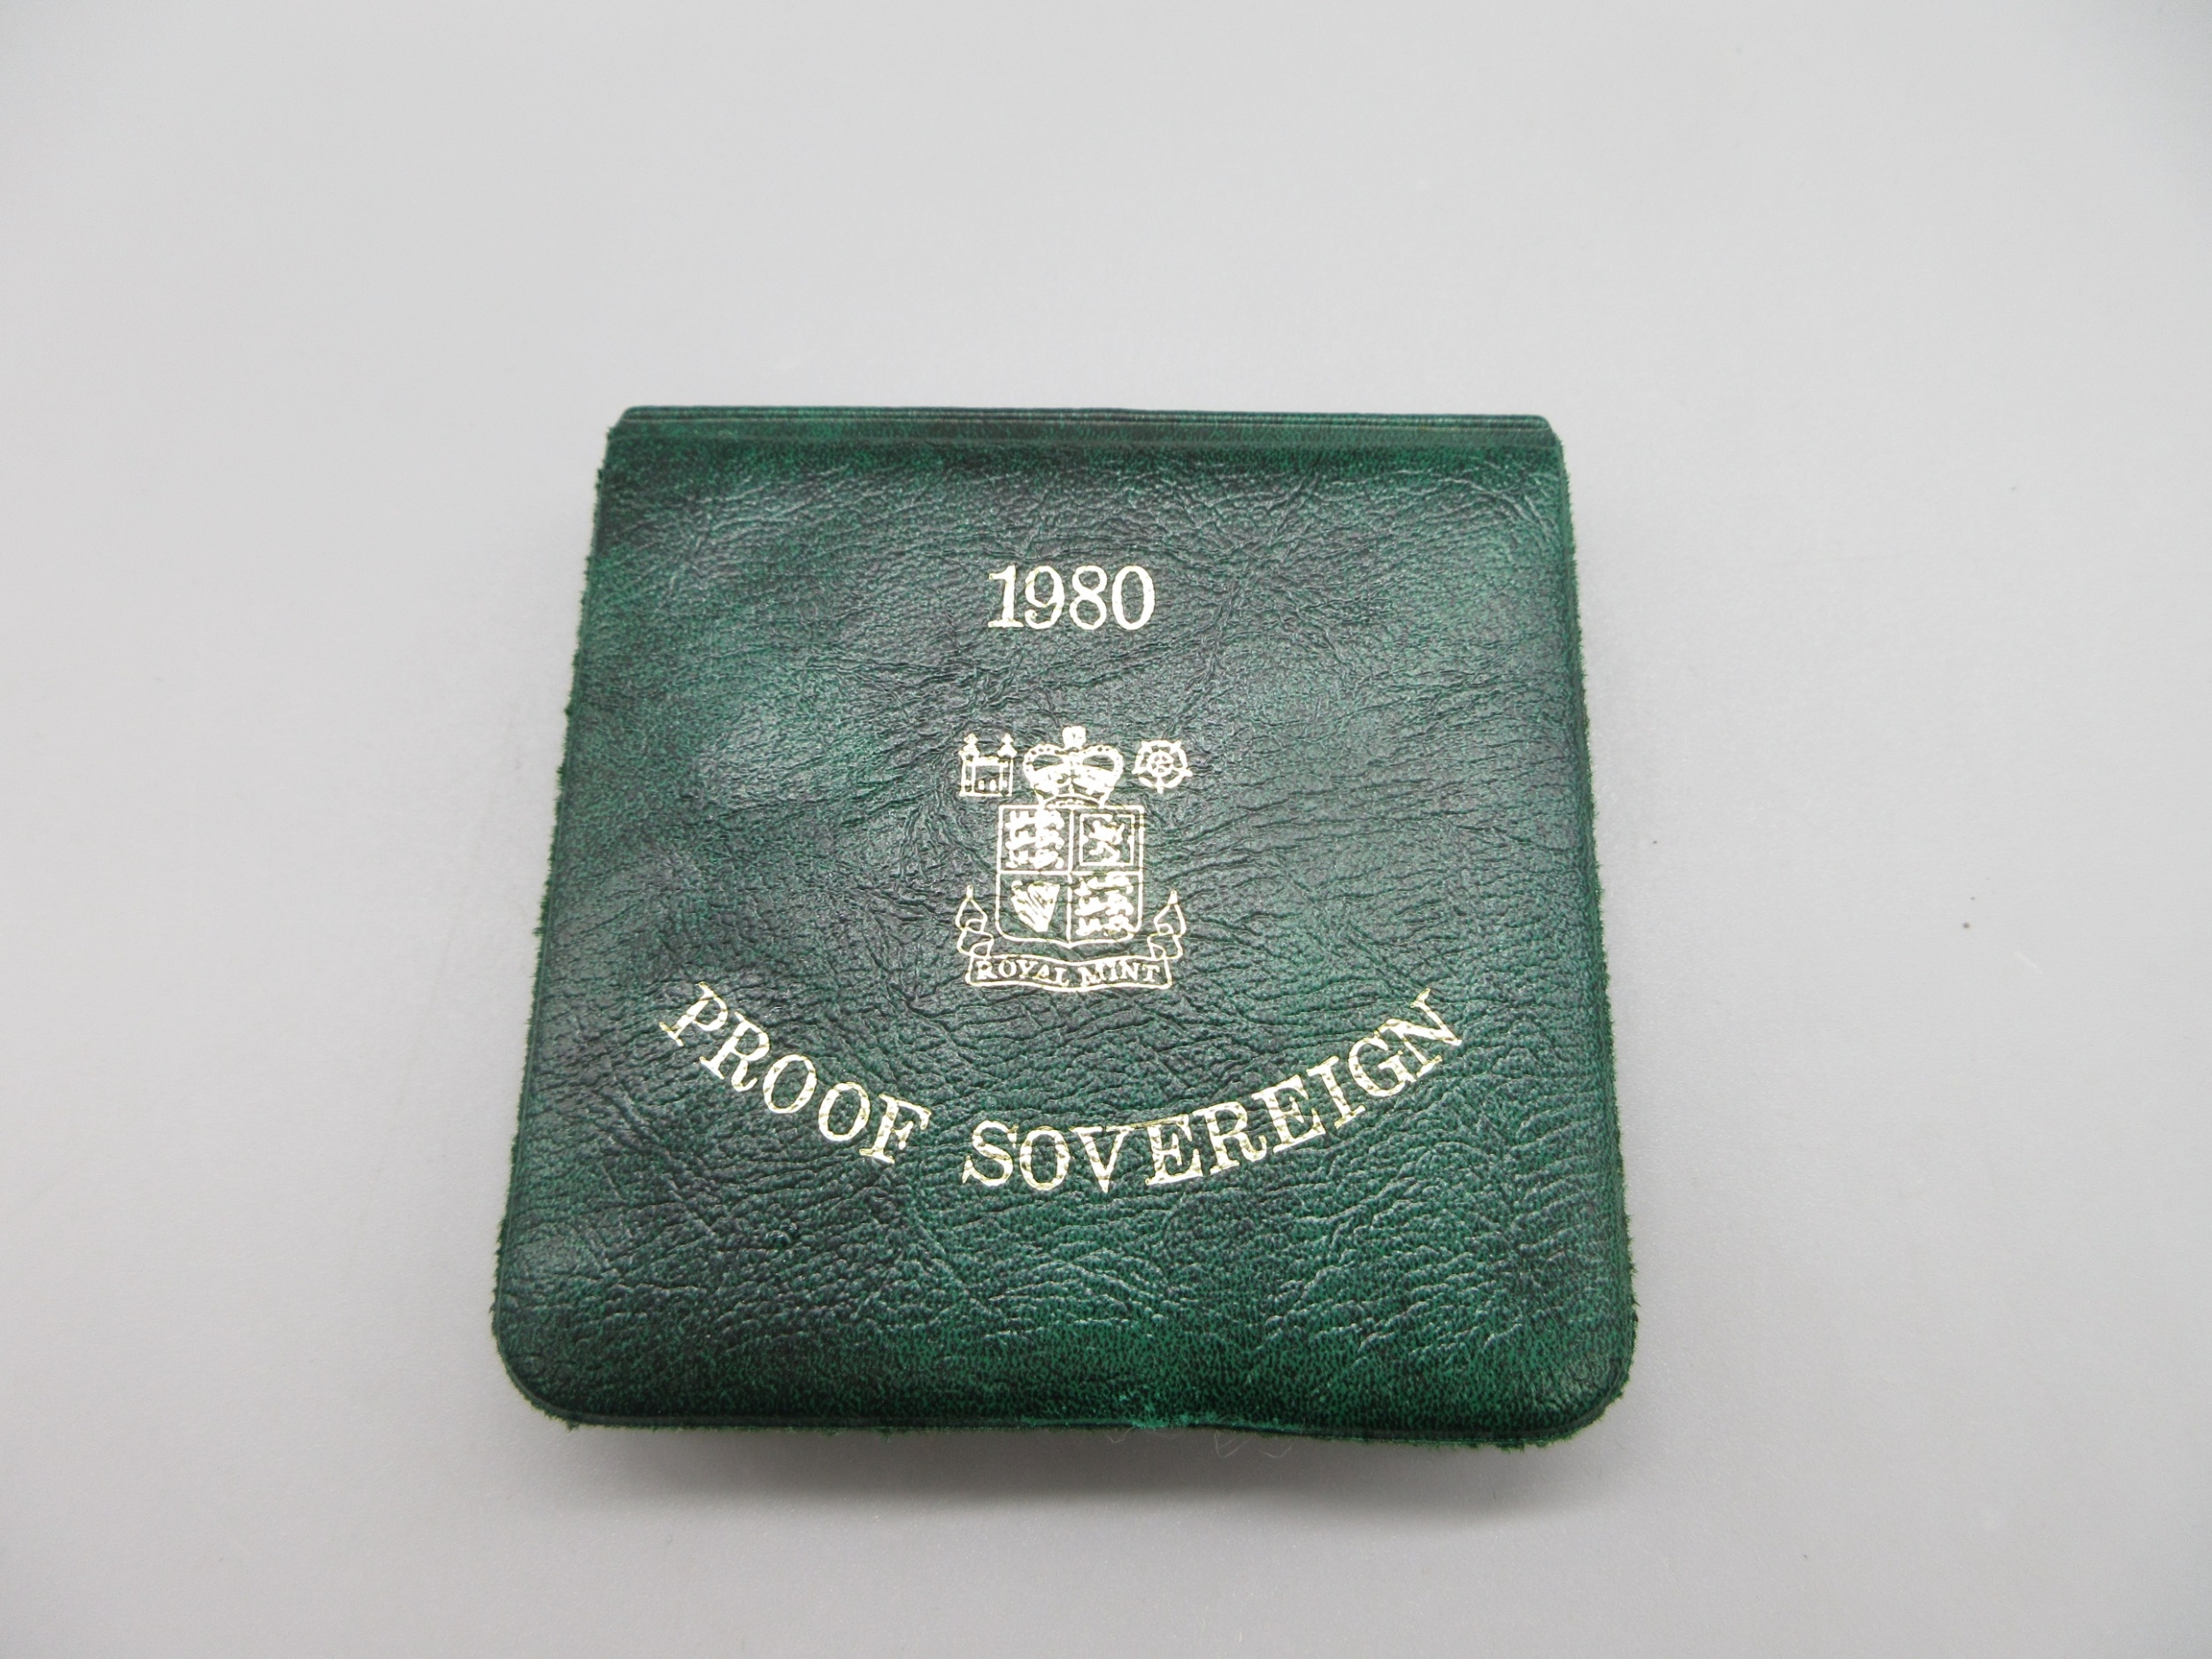 1980
ROYAL MINT
PROOF SOVEREIGN